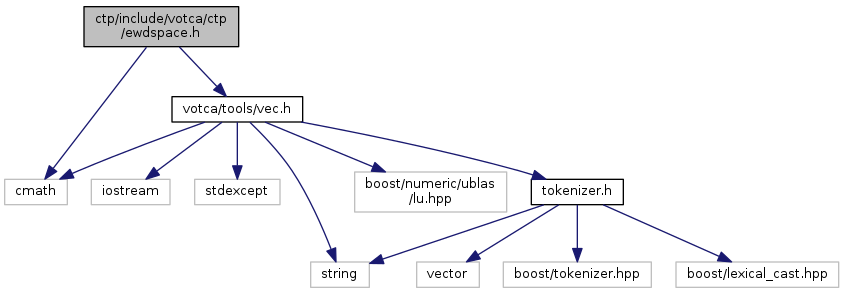 ctp/include/votca/ctp
/ewdspace.h
votca/tools/vec.h
cmath
iostream
stdexcept
boost/numeric/ublas
/lu.hpp
tokenizer.h
string
vector
boost/tokenizer.hpp
boost/lexical_cast.hpp